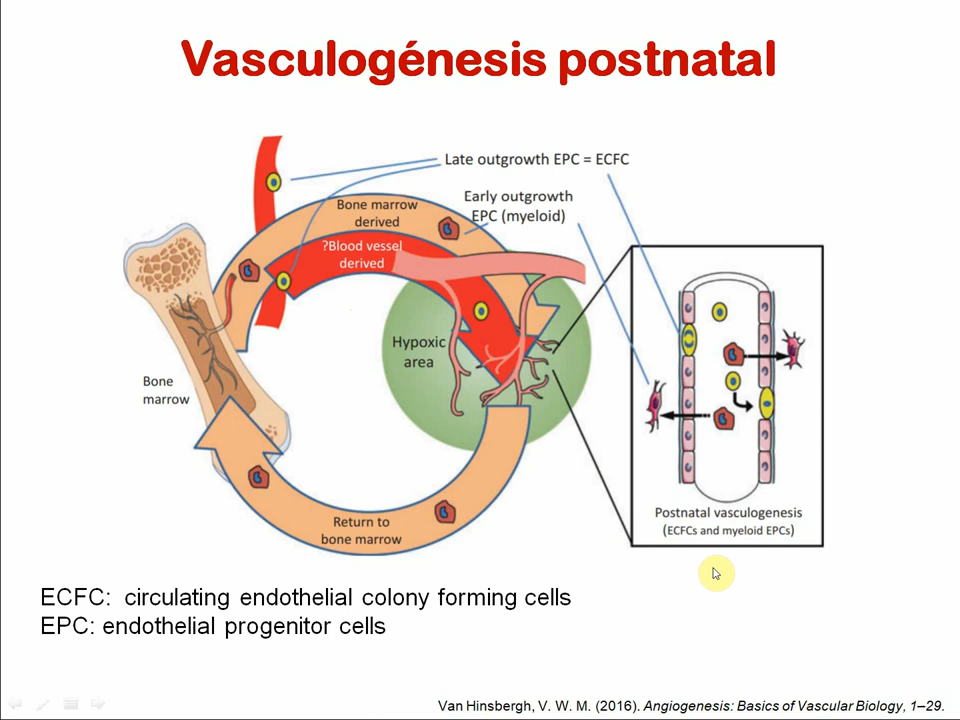 Vasculogénesis postnatal
Late outgrowth EPC = ECFC
Early outgrowth
EPC (myeloid)
Bone marrow
derived
?Blood vessel
derived
Hypoxic
area
Bone
marrow
Return to
bone marrow
Postnatal vasculogenesis
(ECFCs and myeloid EPCs)
ECFC: circulating endothelial colony forming cells
EPC: endothelial progenitor cells
Van Hinsbergh, V. W. M. (2016). Angiogenesis: Basics of Vascular Biology, 1–29.